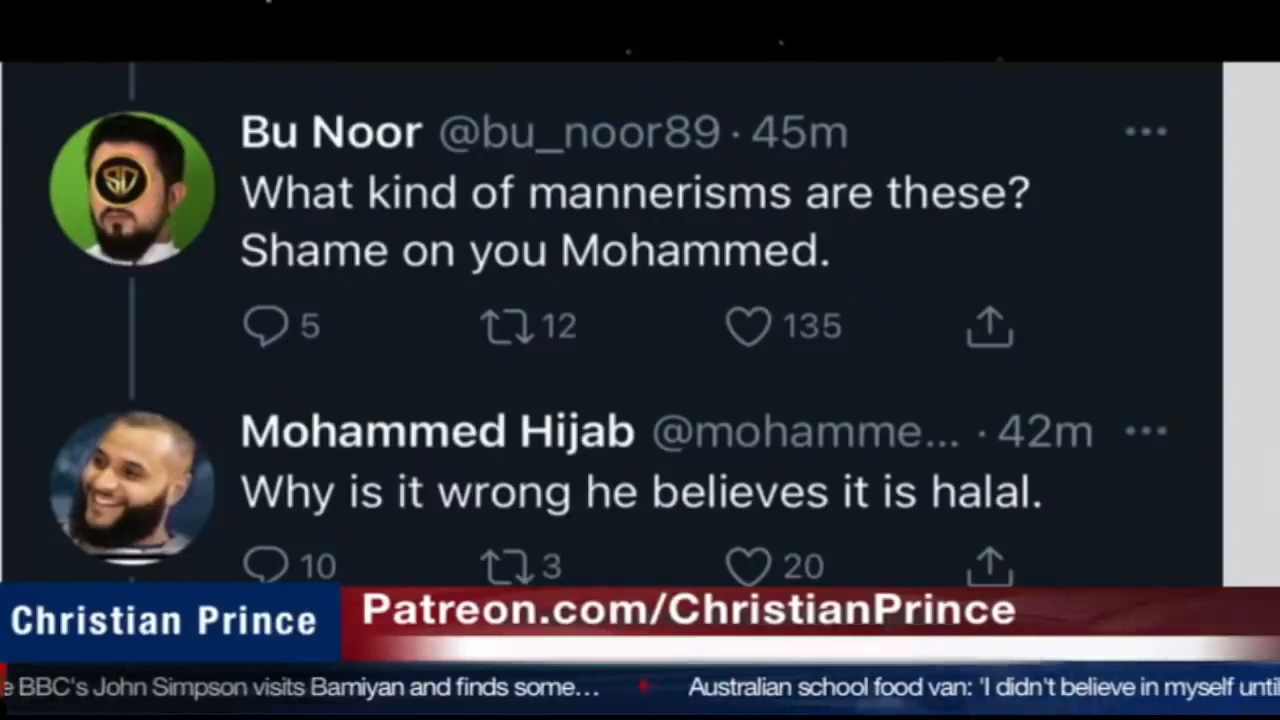 Bu Noor @bu_noor89 · 45m
What kind of mannerisms are these?
Shame on you Mohammed.
5 12 135
Mohammed Hijab @mohamme... · 42m
Why is it wrong he believes it is halal.
10 3 20
Christian Prince
Patreon.com/ChristianPrince
e BBC's John Simpson visits Bamiyan and finds some... Australian school food van: 'I didn't believe in myself until